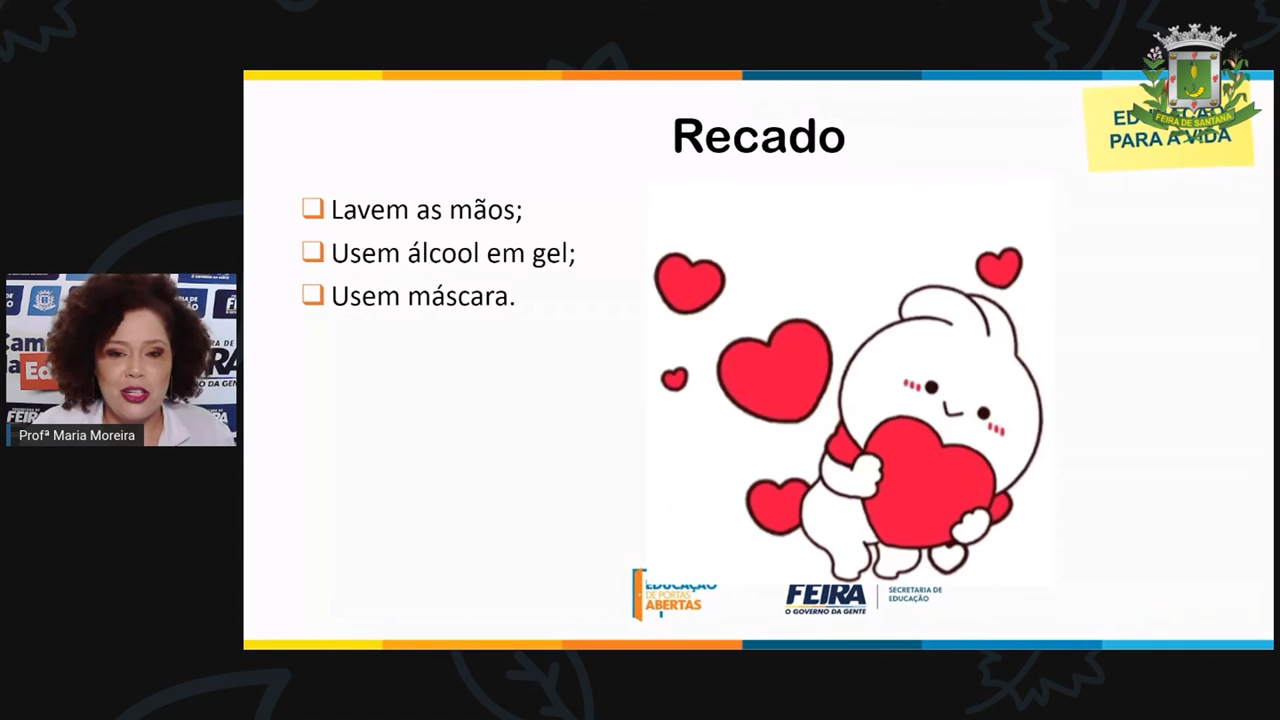 Recado
FEIRA DE SANTANA
EDUCAÇÃO
PARA A VIDA
Lavem as mãos;
Usem álcool em gel;
Usem máscara.
Profª Maria Moreira
EDUCAÇÃO
DE PORTAS
ABERTAS
FEIRA
O GOVERNO DA GENTE
SECRETARIA DE
EDUCAÇÃO